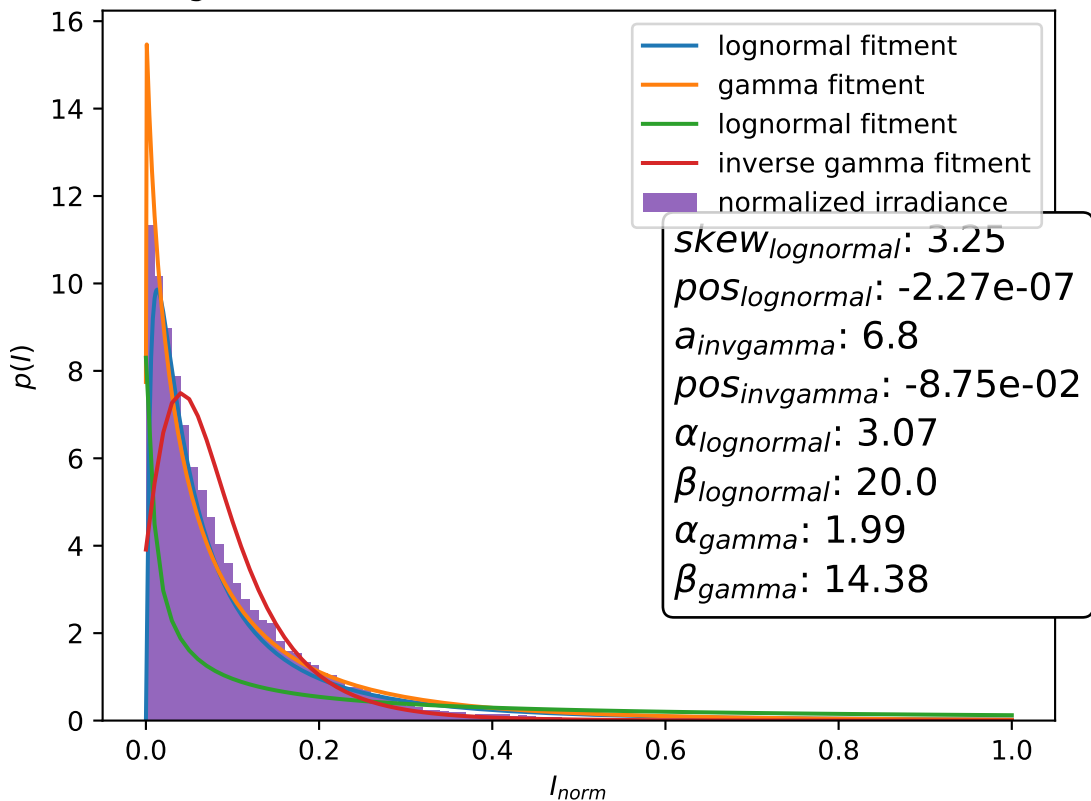 16
14
12
10
8
6
4
2
0
p(I)
0.0 0.2 0.4 0.6 0.8 1.0
I_norm
lognormal fitment
gamma fitment
lognormal fitment
inverse gamma fitment
normalized irradiance
skew_lognormal: 3.25
pos_lognormal: -2.27e-07
a_invgamma: 6.8
pos_invgamma: -8.75e-02
α_lognormal: 3.07
β_lognormal: 20.0
α_gamma: 1.99
β_gamma: 14.38